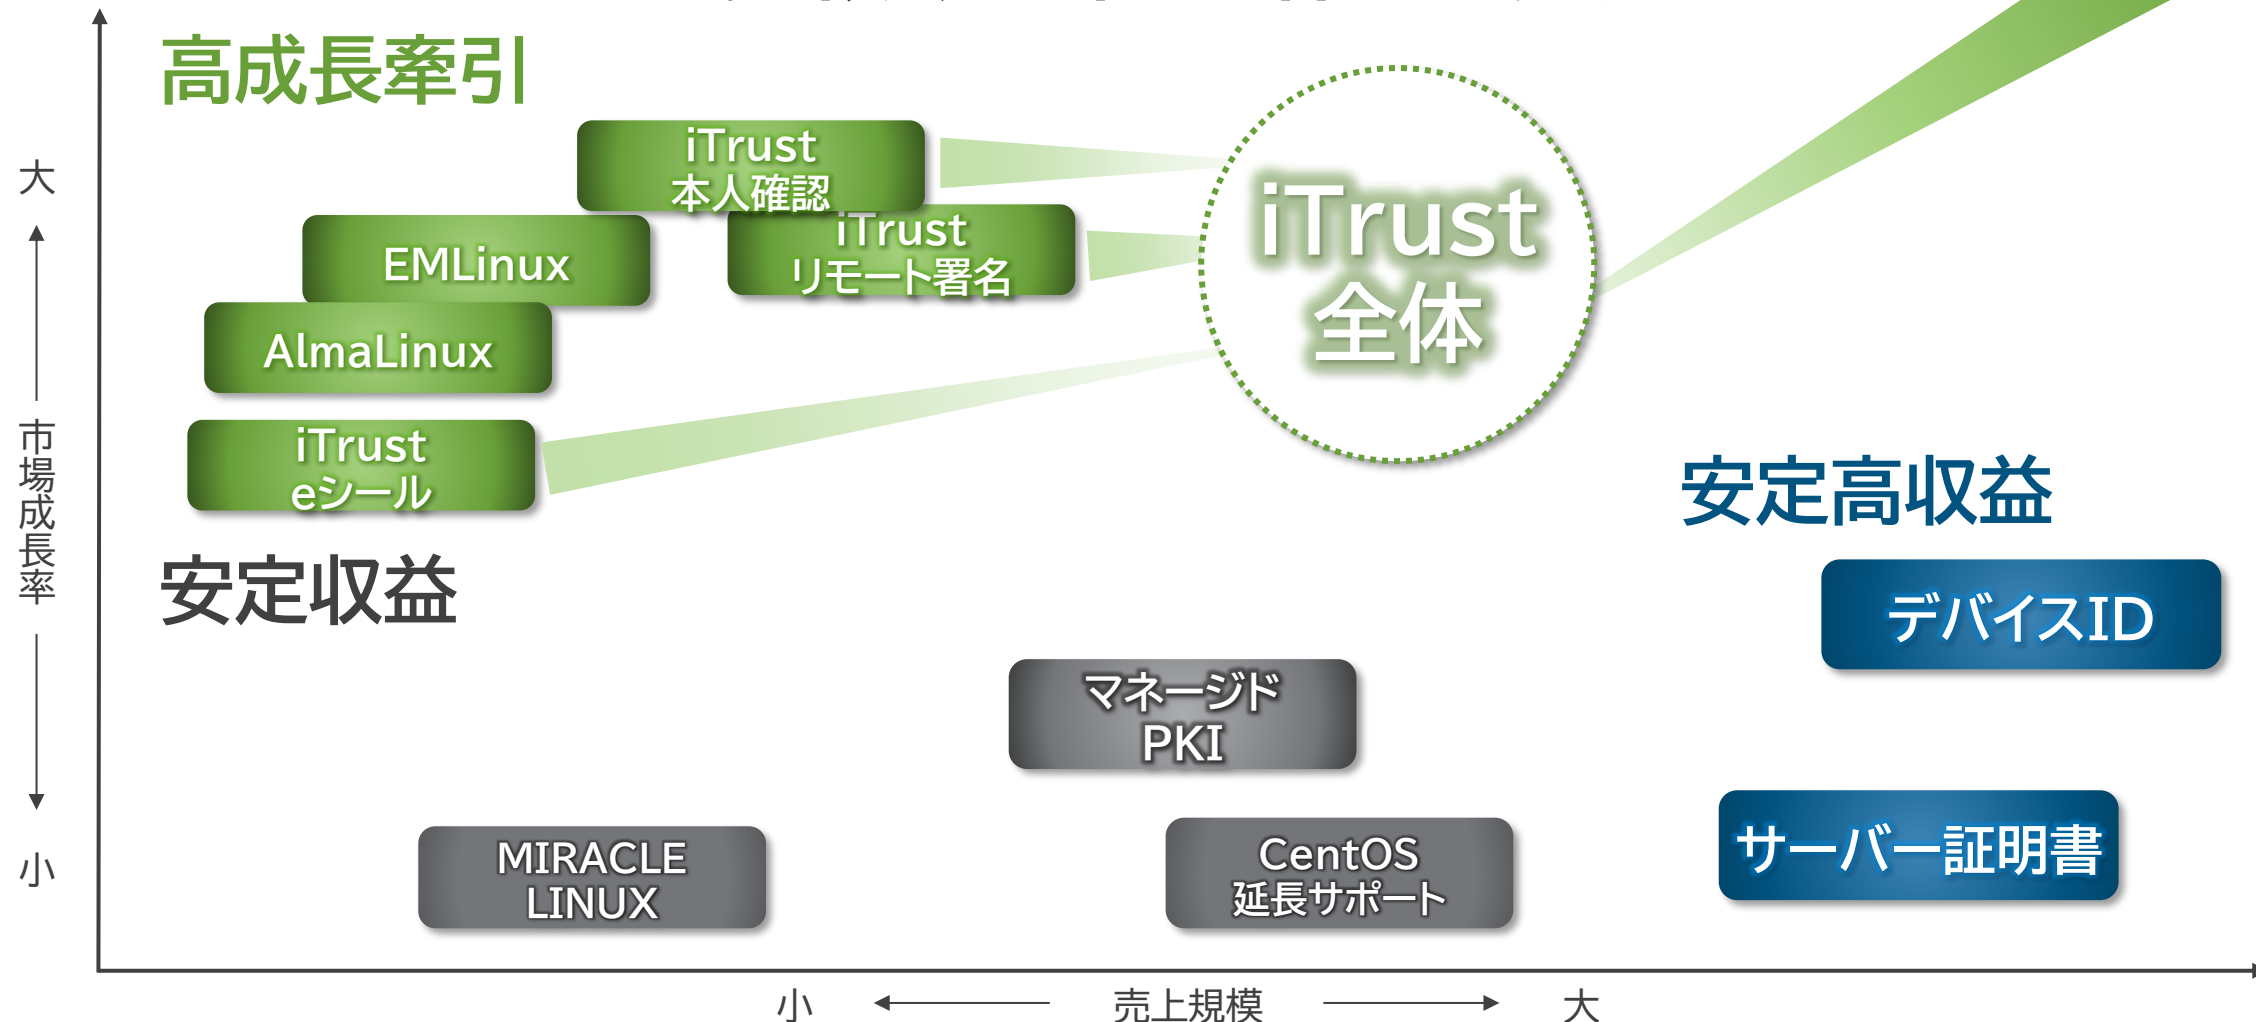 高成長牽引
iTrust
本人確認
iTrust
リモート署名
EMLinux
AlmaLinux
iTrust
eシール
iTrust
全体
安定収益
安定高収益
デバイスID
マネージド
PKI
サーバー証明書
MIRACLE
LINUX
CentOS
延長サポート
大
市場成長率
小
小
売上規模
大